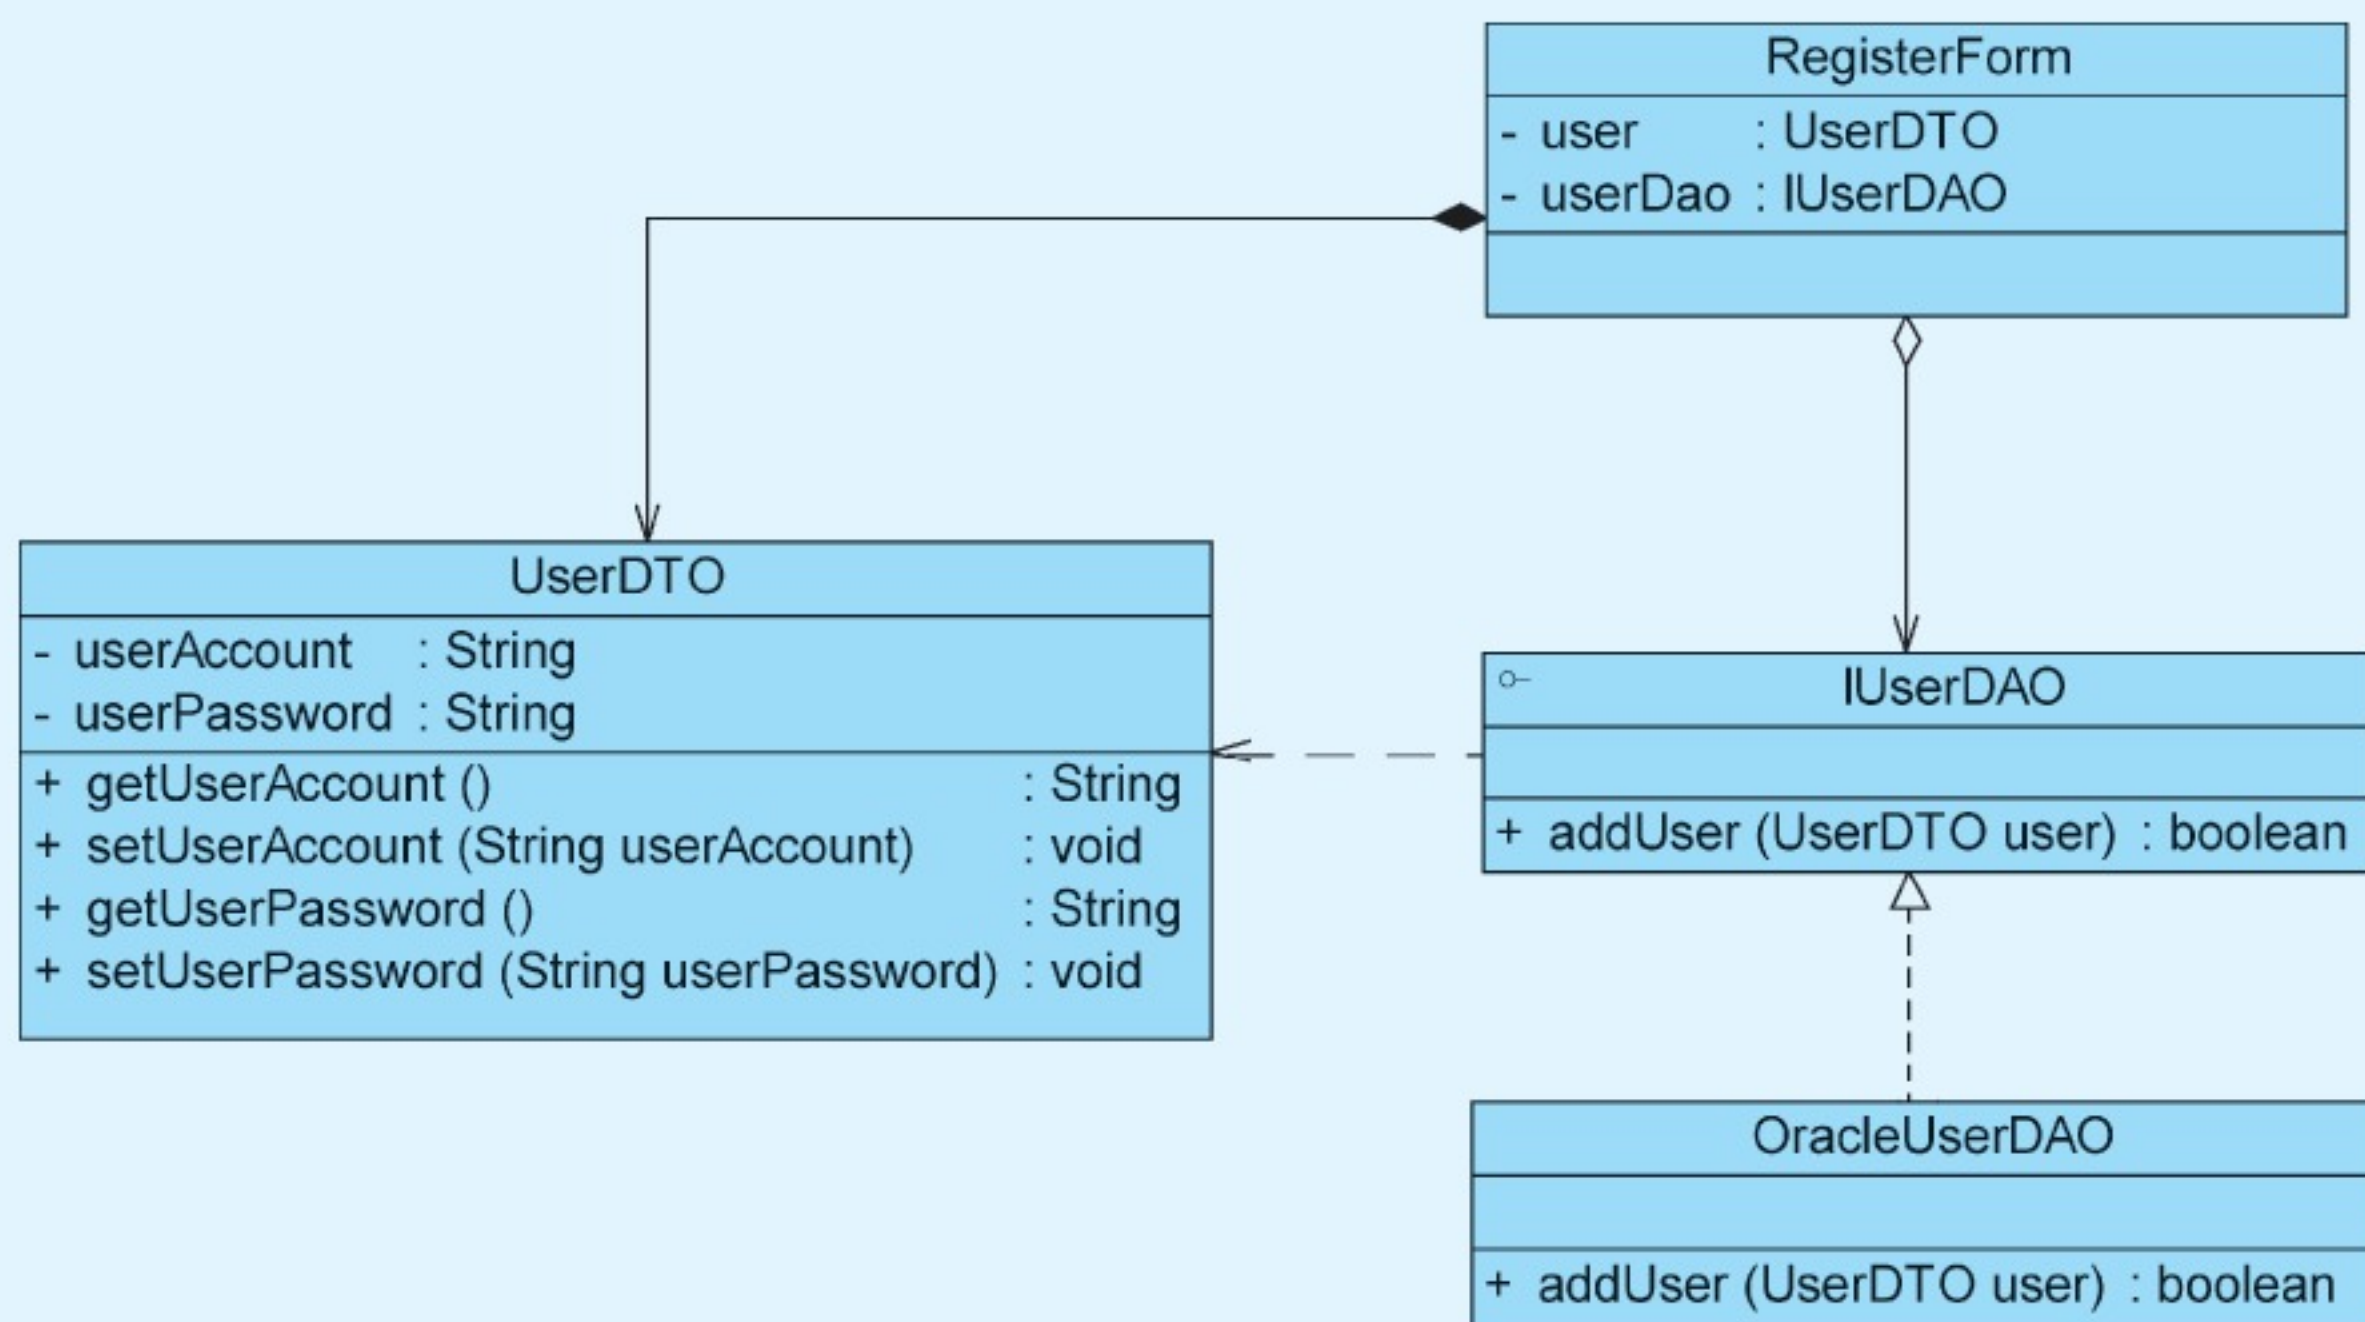 RegisterForm
- user : UserDTO
- userDao : IUserDAO
UserDTO
- userAccount : String
- userPassword : String
+ getUserAccount () : String
+ setUserAccount (String userAccount) : void
+ getUserPassword () : String
+ setUserPassword (String userPassword) : void
IUserDAO
+ addUser (UserDTO user) : boolean
OracleUserDAO
+ addUser (UserDTO user) : boolean